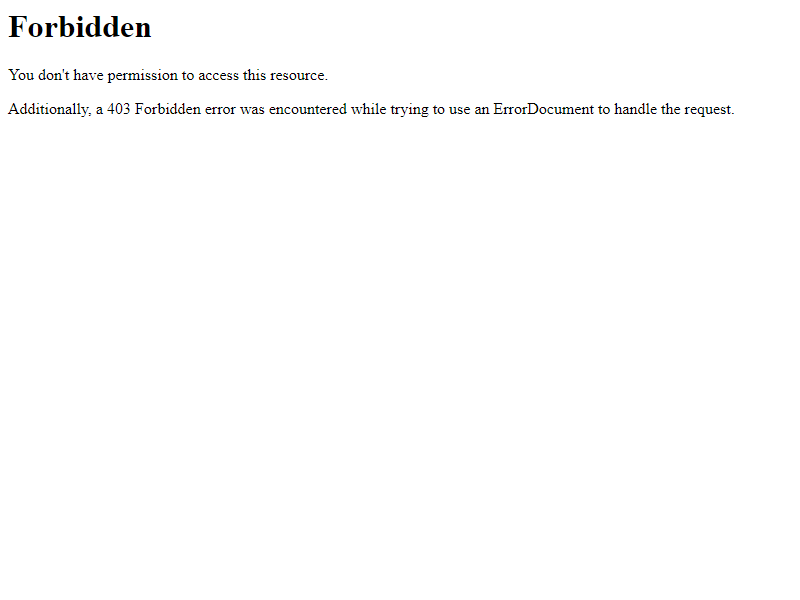 Forbidden
You don't have permission to access this resource.
Additionally, a 403 Forbidden error was encountered while trying to use an ErrorDocument to handle the request.